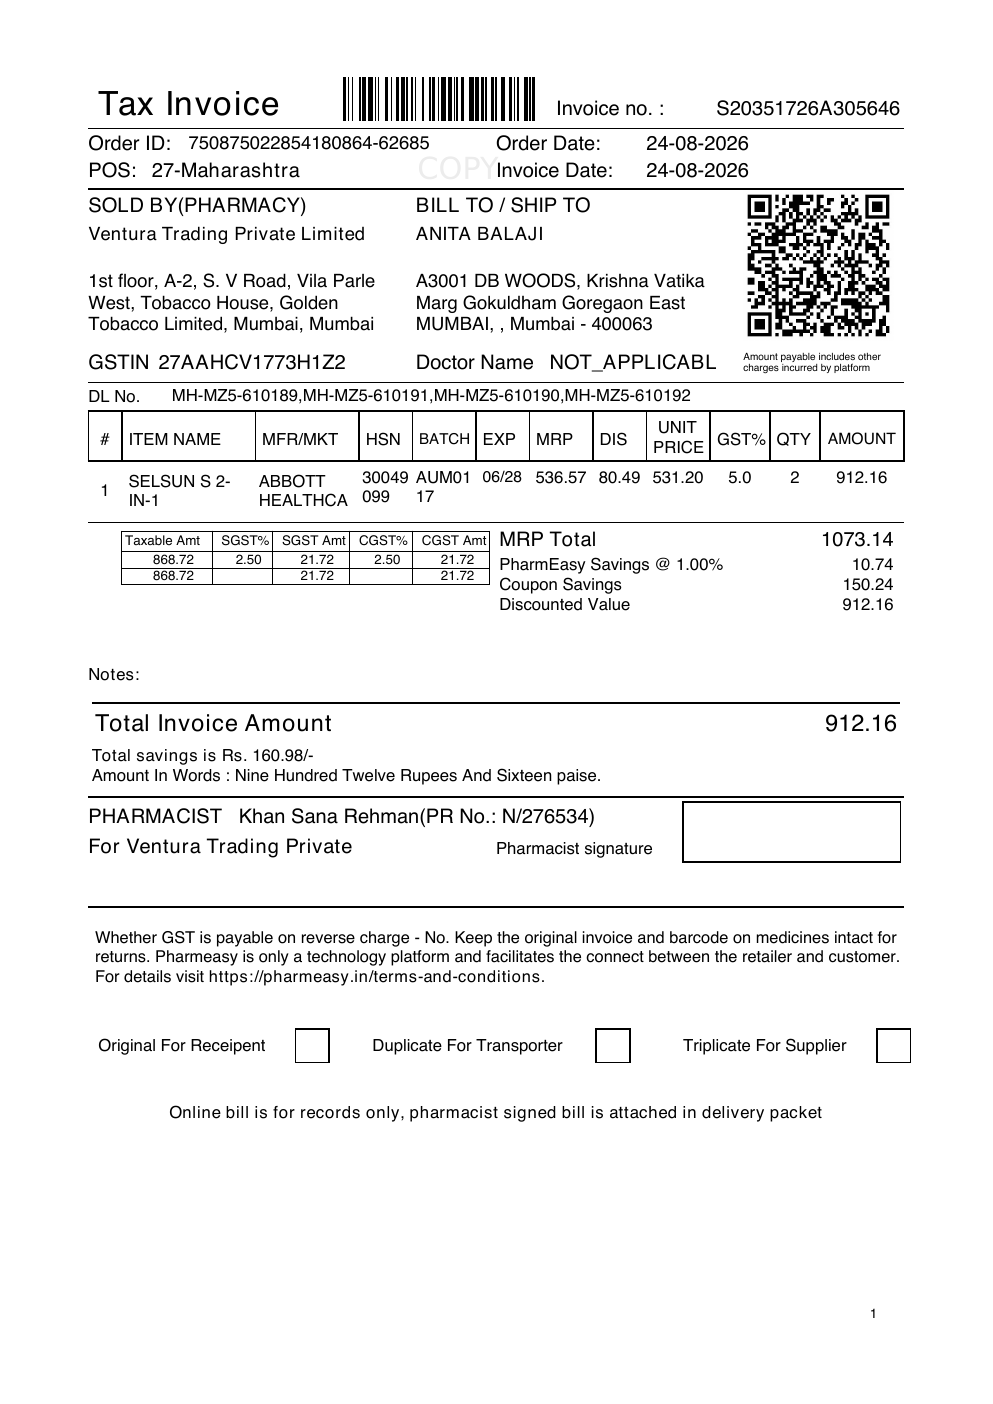 Tax Invoice
Invoice no. : S20351726A305646
Order ID: 750875022854180864-62685 Order Date: 24-08-2026
POS: 27-Maharashtra COPY Invoice Date: 24-08-2026
SOLD BY(PHARMACY)
Ventura Trading Private Limited
1st floor, A-2, S. V Road, Vila Parle
West, Tobacco House, Golden
Tobacco Limited, Mumbai, Mumbai
GSTIN 27AAHCV1773H1Z2
BILL TO / SHIP TO
ANITA BALAJI
A3001 DB WOODS, Krishna Vatika
Marg Gokuldham Goregaon East
MUMBAI, , Mumbai - 400063
Doctor Name NOT_APPLICABL
Amount payable includes other
charges incurred by platform
DL No. MH-MZ5-610189,MH-MZ5-610191,MH-MZ5-610190,MH-MZ5-610192
# ITEM NAME MFR/MKT HSN BATCH EXP MRP DIS UNIT PRICE GST% QTY AMOUNT
1 SELSUN S 2- ABBOTT 30049 AUM01 06/28 536.57 80.49 531.20 5.0 2 912.16
IN-1 HEALTHCA 099 17
Taxable Amt SGST% SGST Amt CGST% CGST Amt
868.72 2.50 21.72 2.50 21.72
868.72 21.72 21.72
MRP Total 1073.14
PharmEasy Savings @ 1.00% 10.74
Coupon Savings 150.24
Discounted Value 912.16
Notes:
Total Invoice Amount 912.16
Total savings is Rs. 160.98/-
Amount In Words : Nine Hundred Twelve Rupees And Sixteen paise.
PHARMACIST Khan Sana Rehman(PR No.: N/276534)
For Ventura Trading Private Pharmacist signature
Whether GST is payable on reverse charge - No. Keep the original invoice and barcode on medicines intact for
returns. Pharmeasy is only a technology platform and facilitates the connect between the retailer and customer.
For details visit https://pharmeasy.in/terms-and-conditions.
Original For Receipent Duplicate For Transporter Triplicate For Supplier
Online bill is for records only, pharmacist signed bill is attached in delivery packet
1